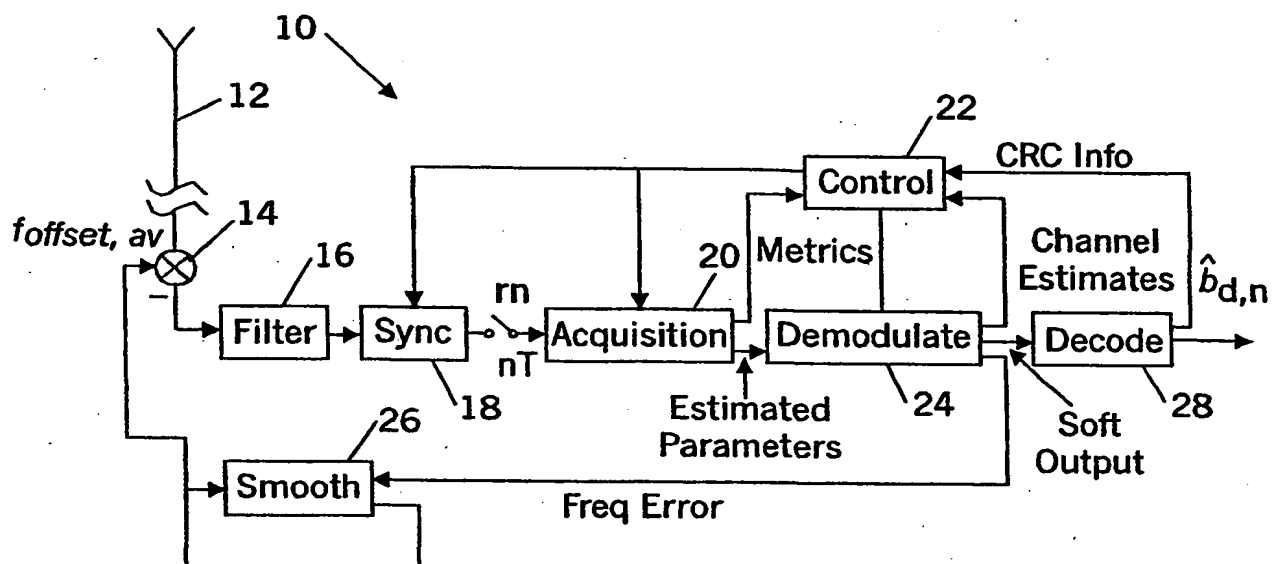 10
12
22
CRC Info
Control
foffset, av
14
16
20
Metrics
Channel
Estimates
b̂d,n
rn
Filter
Sync
Acquisition
Demodulate
Decode
nT
18
Estimated
Parameters
24
Soft
Output
28
26
Smooth
Freq Error